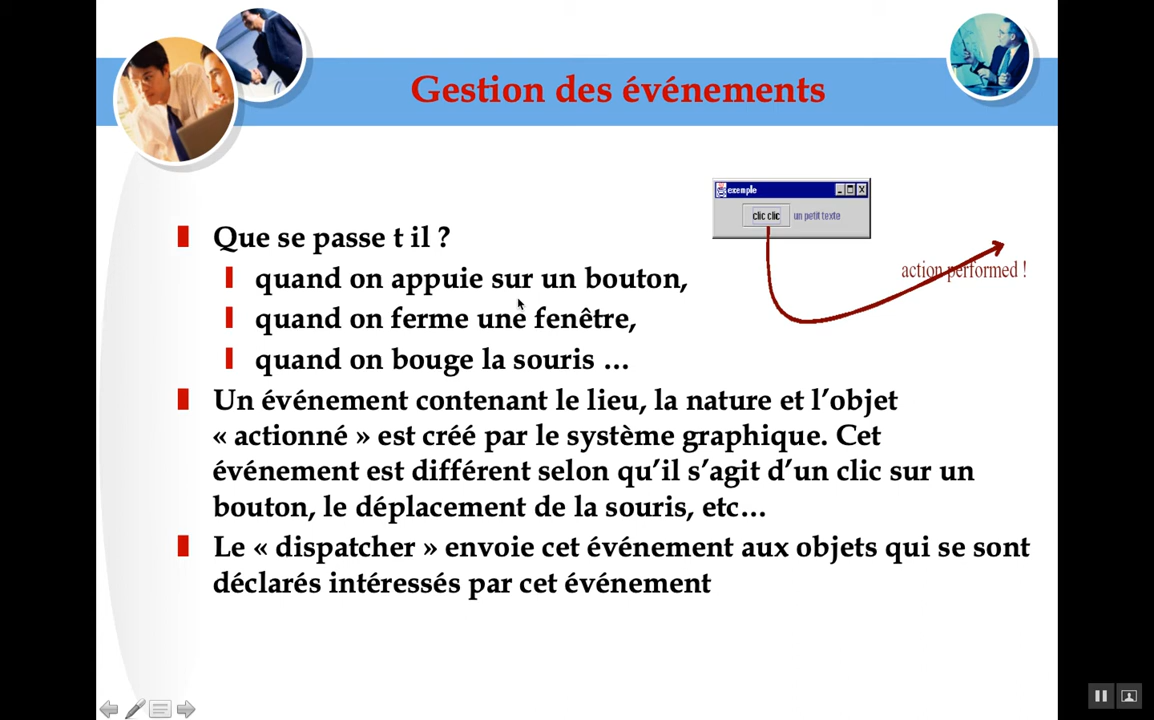 Gestion des événements
exemple
clic clic un petit texte
action performed !
Que se passe t il ?
quand on appuie sur un bouton,
quand on ferme une fenêtre,
quand on bouge la souris …
Un événement contenant le lieu, la nature et l’objet
« actionné » est créé par le système graphique. Cet
événement est différent selon qu’il s’agit d’un clic sur un
bouton, le déplacement de la souris, etc…
Le « dispatcher » envoie cet événement aux objets qui se sont
déclarés intéressés par cet événement